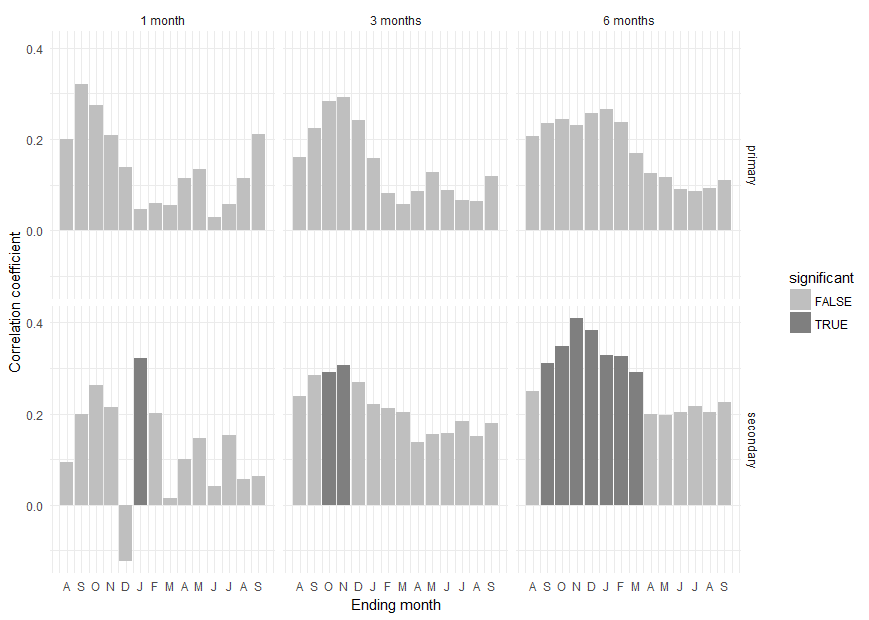 1 month 3 months 6 months
0.4
0.2
0.0
primary
Correlation coefficient
0.4
0.2
0.0
secondary
A S O N D J F M A M J J A S A S O N D J F M A M J J A S A S O N D J F M A M J J A S
Ending month
significant
FALSE
TRUE